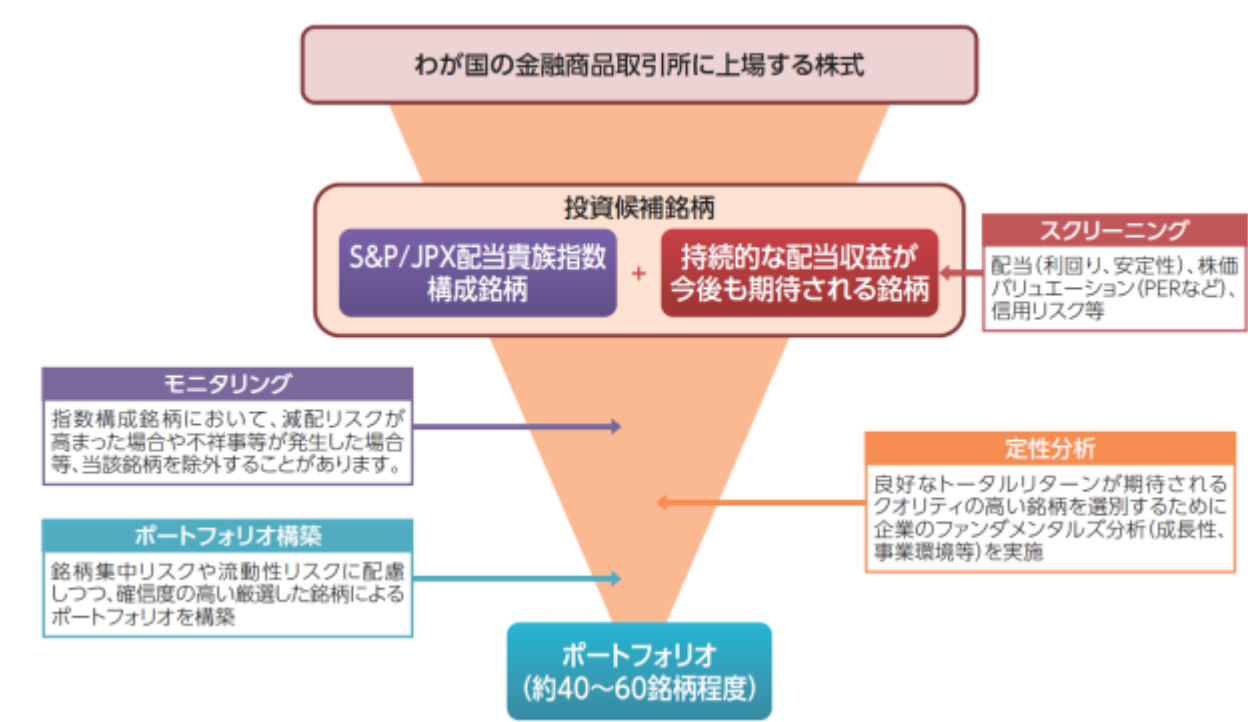 わが国の金融商品取引所に上場する株式
投資候補銘柄
S&P/JPX配当貴族指数
構成銘柄
+
持続的な配当収益が
今後も期待される銘柄
スクリーニング
配当(利回り、安定性)、株価
バリュエーション(PERなど)、
信用リスク等
モニタリング
指数構成銘柄において、減配リスクが
高まった場合や不祥事等が発生した場合
等、当該銘柄を除外することがあります。
定性分析
良好なトータルリターンが期待される
クオリティの高い銘柄を選別するために
企業のファンダメンタルズ分析(成長性、
事業環境等)を実施
ポートフォリオ構築
銘柄集中リスクや流動性リスクに配慮
しつつ、確信度の高い厳選した銘柄による
ポートフォリオを構築
ポートフォリオ
(約40～60銘柄程度)